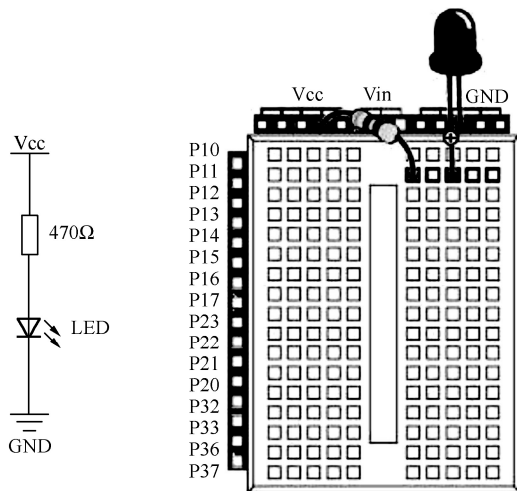 Vcc
470Ω
LED
GND
Vcc Vin GND
P10
P11
P12
P13
P14
P15
P16
P17
P23
P22
P21
P20
P32
P33
P36
P37